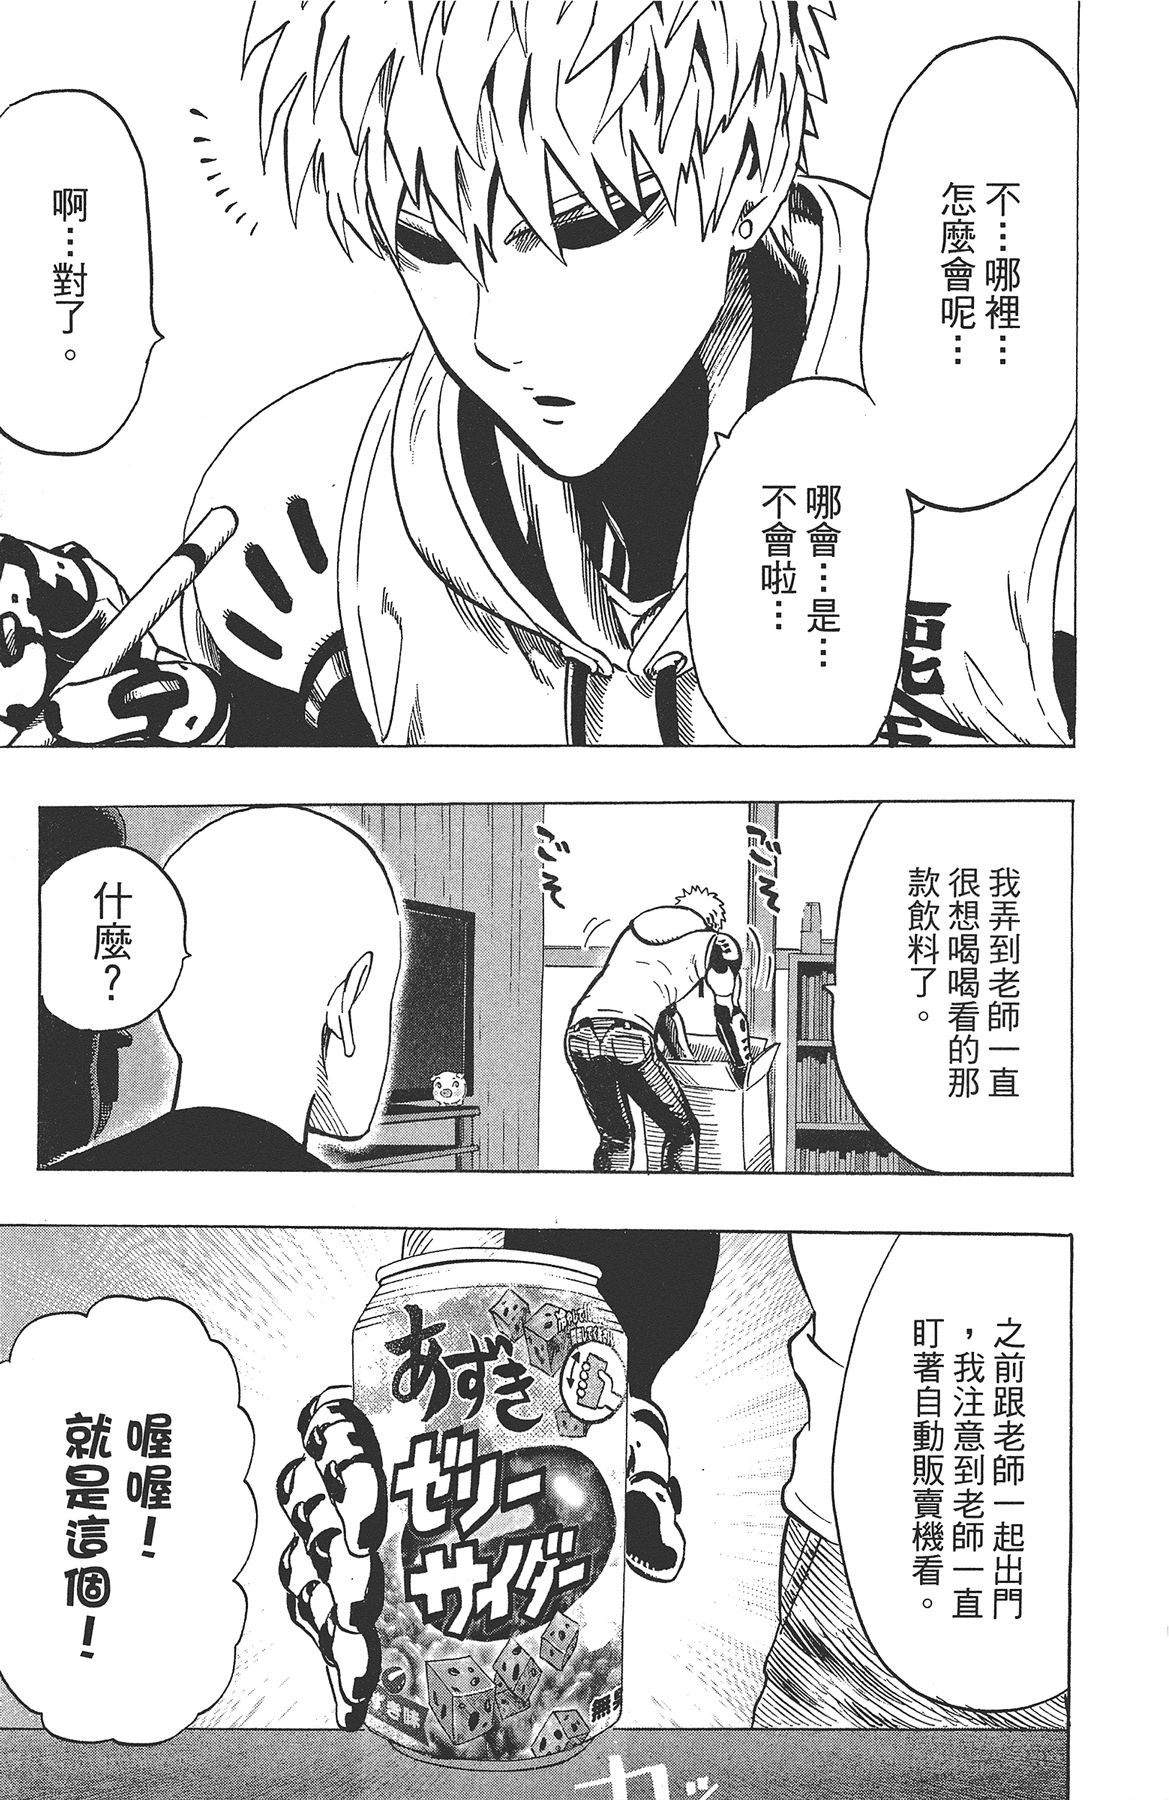 不…哪裡…
怎麼會呢…
哪會…是…
不會啦…
啊…對了。
我弄到老師一直
很想喝喝看的那
款飲料了。
ごそ
ごそ
什麼?
之前跟老師一起出門
,我注意到老師一直
盯著自動販賣機看。
あずき
ゼリー
サイダー
無果
喔喔!
就是這個!
カッ